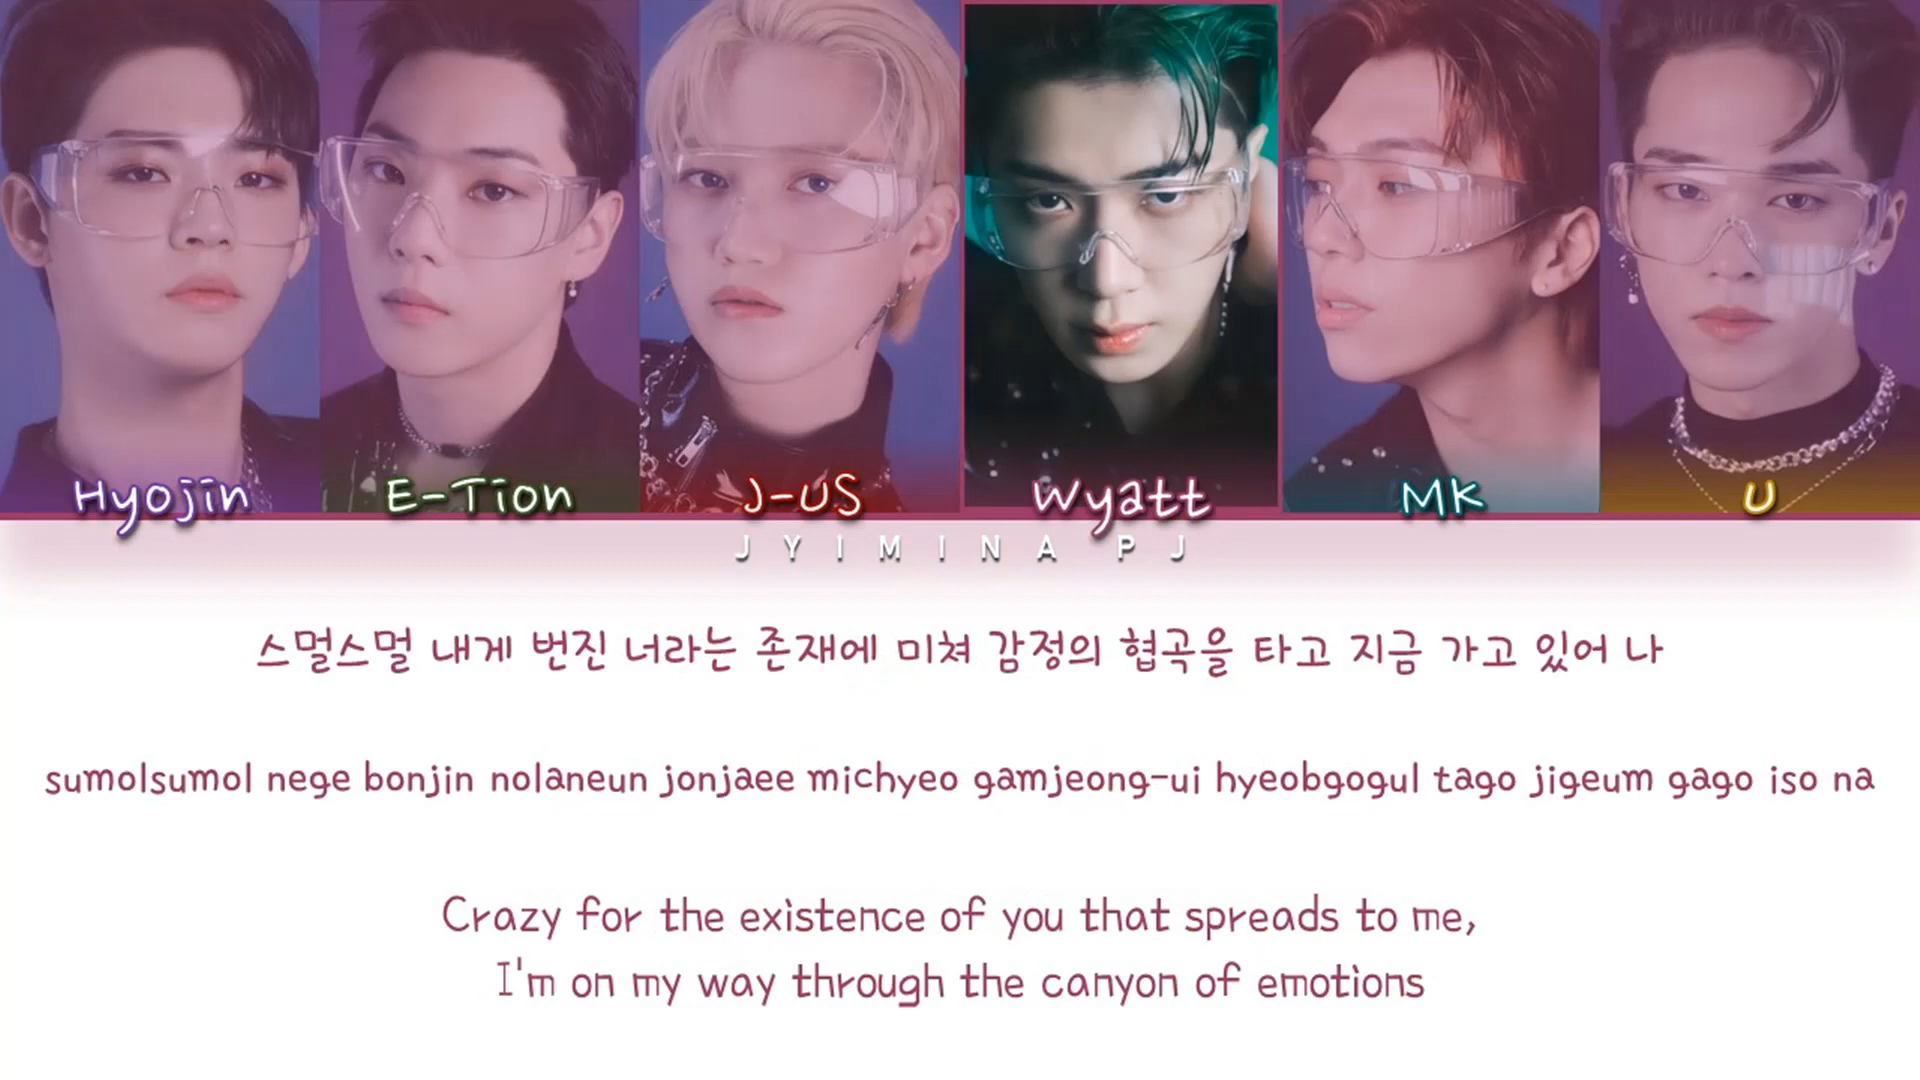 Hyojin
E-Tion
J-US
Wyatt
MK
U
JYIMINA PJ
스멀스멀 내게 번진 너라는 존재에 미쳐 감정의 협곡을 타고 지금 가고 있어 나
sumolsumol nege bonjin nolaneun jonjaee michyeo gamjeong-ui hyeobgogul tago jigeum gago iso na
Crazy for the existence of you that spreads to me,
I'm on my way through the canyon of emotions